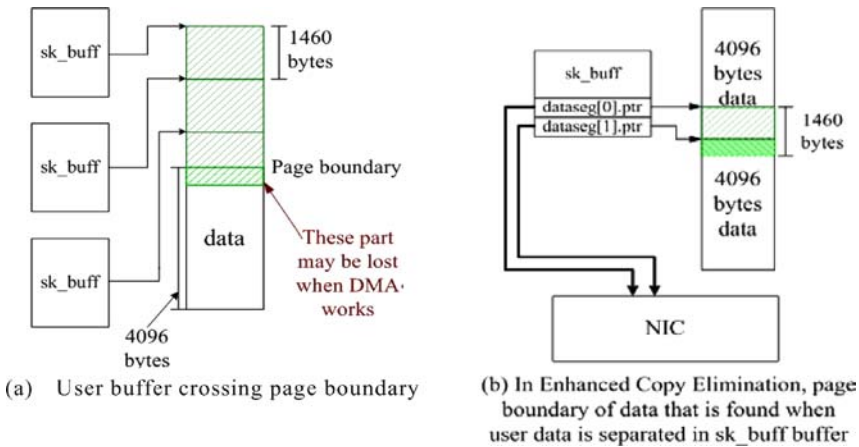 sk_buff
sk_buff
sk_buff
1460
bytes
Page boundary
data
These part
may be lost
when DMA·
works
4096
bytes
(a) User buffer crossing page boundary
sk_buff
dataseg[0].ptr
dataseg[1].ptr
4096
bytes
data
1460
bytes
4096
bytes
data
NIC
(b) In Enhanced Copy Elimination, page
boundary of data that is found when
user data is separated in sk_buff buffer